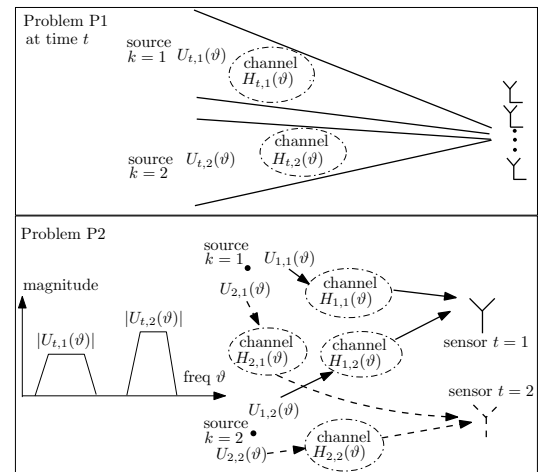 Problem P1
at time t
source
k = 1 U_{t,1}(ϑ)
channel
H_{t,1}(ϑ)
channel
H_{t,2}(ϑ)
source U_{t,2}(ϑ)
k = 2
Problem P2
source
k = 1 U_{1,1}(ϑ)
U_{2,1}(ϑ)
channel
H_{1,1}(ϑ)
magnitude
|U_{t,2}(ϑ)|
|U_{t,1}(ϑ)|
channel
H_{2,1}(ϑ)
channel
H_{1,2}(ϑ)
sensor t = 1
freq ϑ
sensor t = 2
U_{1,2}(ϑ)
source
k = 2
U_{2,2}(ϑ)
channel
H_{2,2}(ϑ)